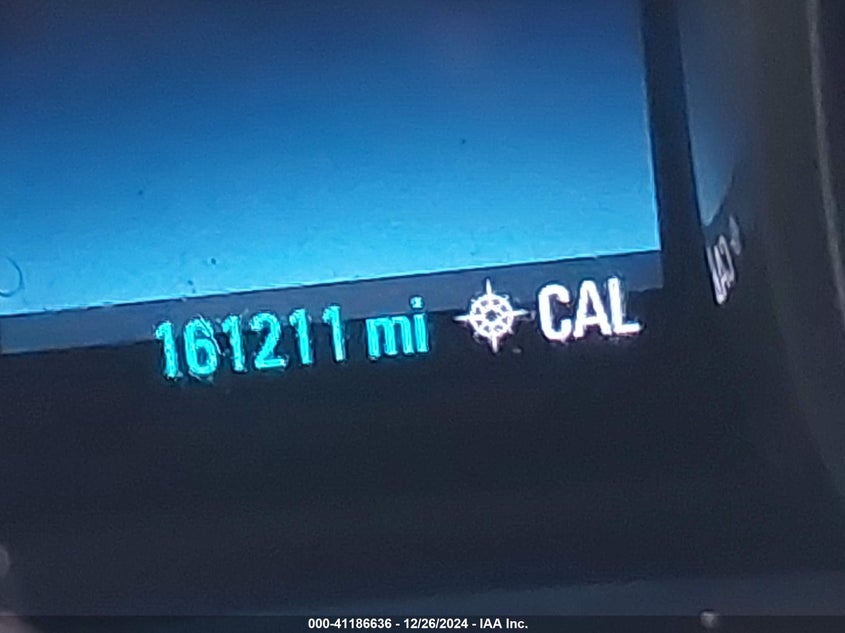 161211 mi CAL
000-41186636 - 12/26/2024 - IAA Inc.